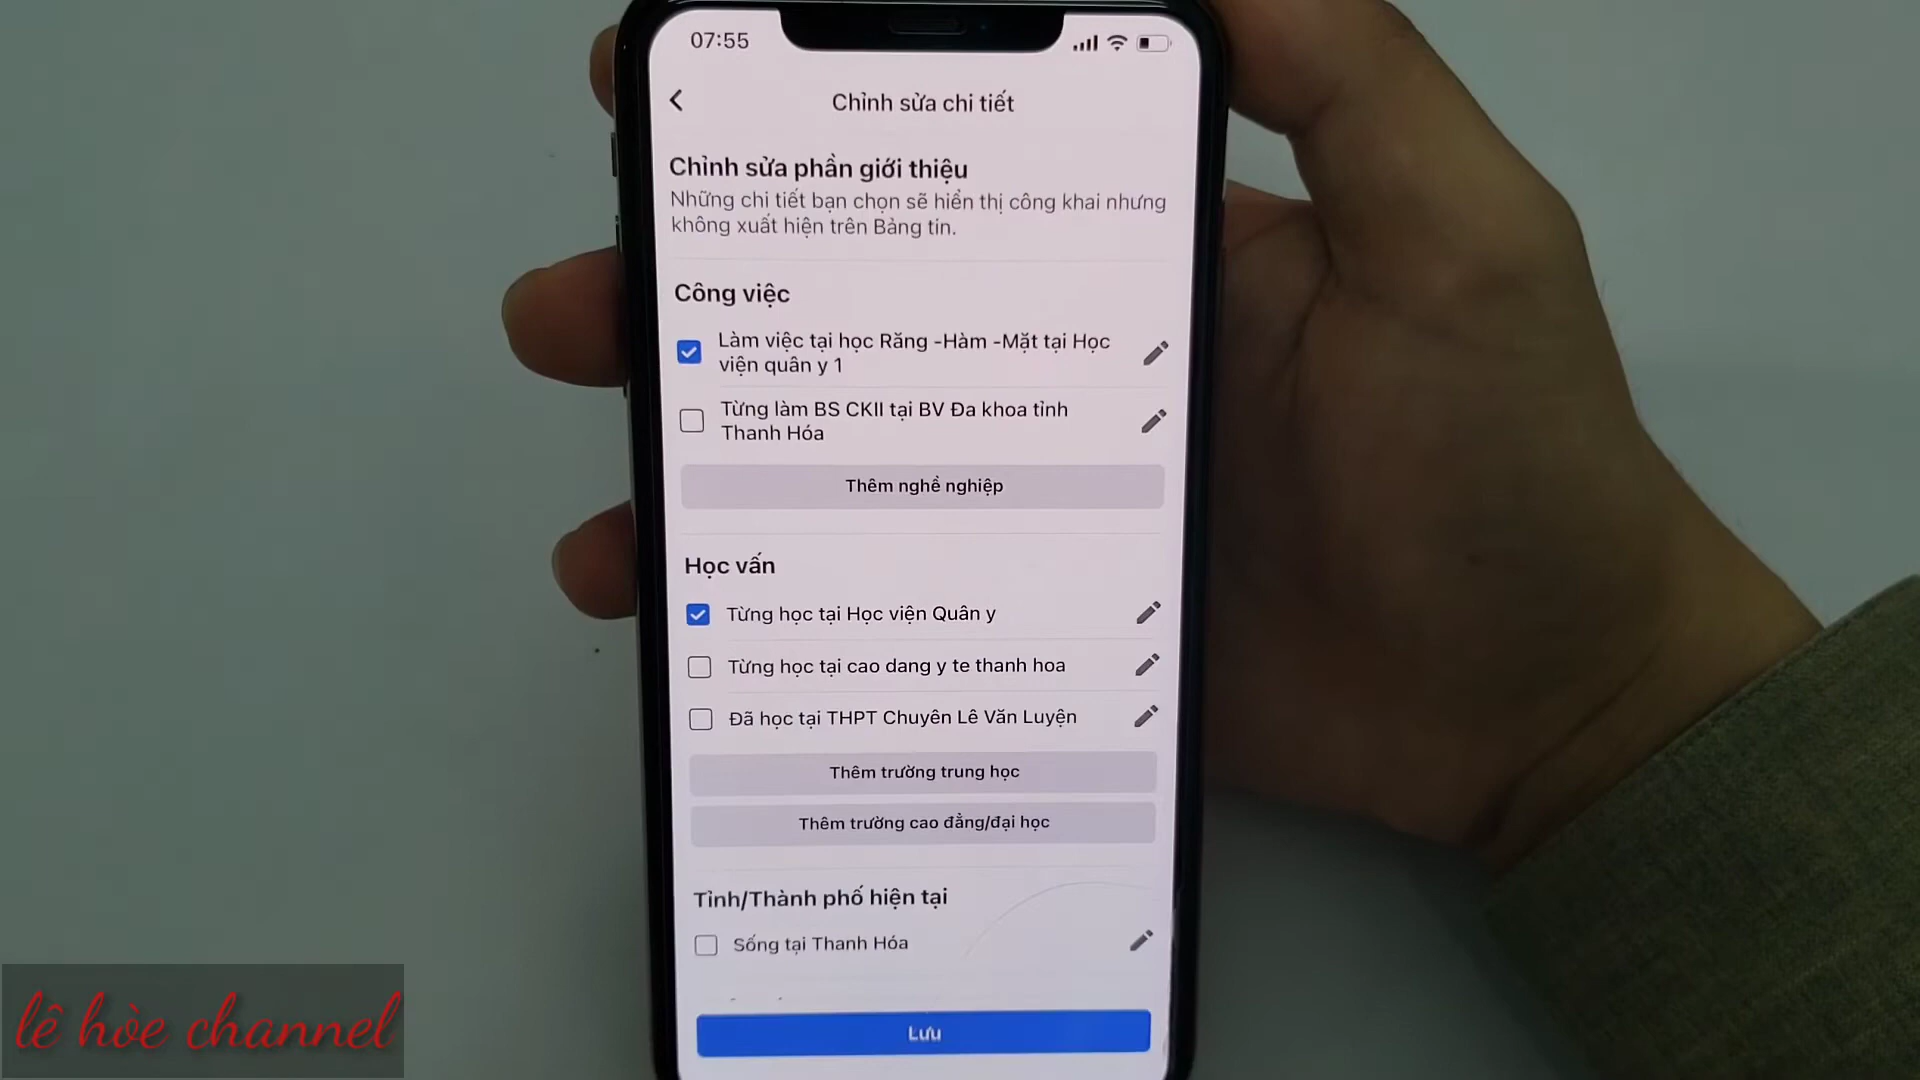 07:55
Chỉnh sửa chi tiết
Chỉnh sửa phần giới thiệu
Những chi tiết bạn chọn sẽ hiển thị công khai nhưng
không xuất hiện trên Bảng tin.
Công việc
Làm việc tại học Răng -Hàm -Mặt tại Học
viện quân y 1
Từng làm BS CKII tại BV Đa khoa tỉnh
Thanh Hóa
Thêm nghề nghiệp
Học vấn
Từng học tại Học viện Quân y
Từng học tại cao dang y te thanh hoa
Đã học tại THPT Chuyên Lê Văn Luyện
Thêm trường trung học
Thêm trường cao đẳng/đại học
Tỉnh/Thành phố hiện tại
Sống tại Thanh Hóa
Lưu
lê hòe channel